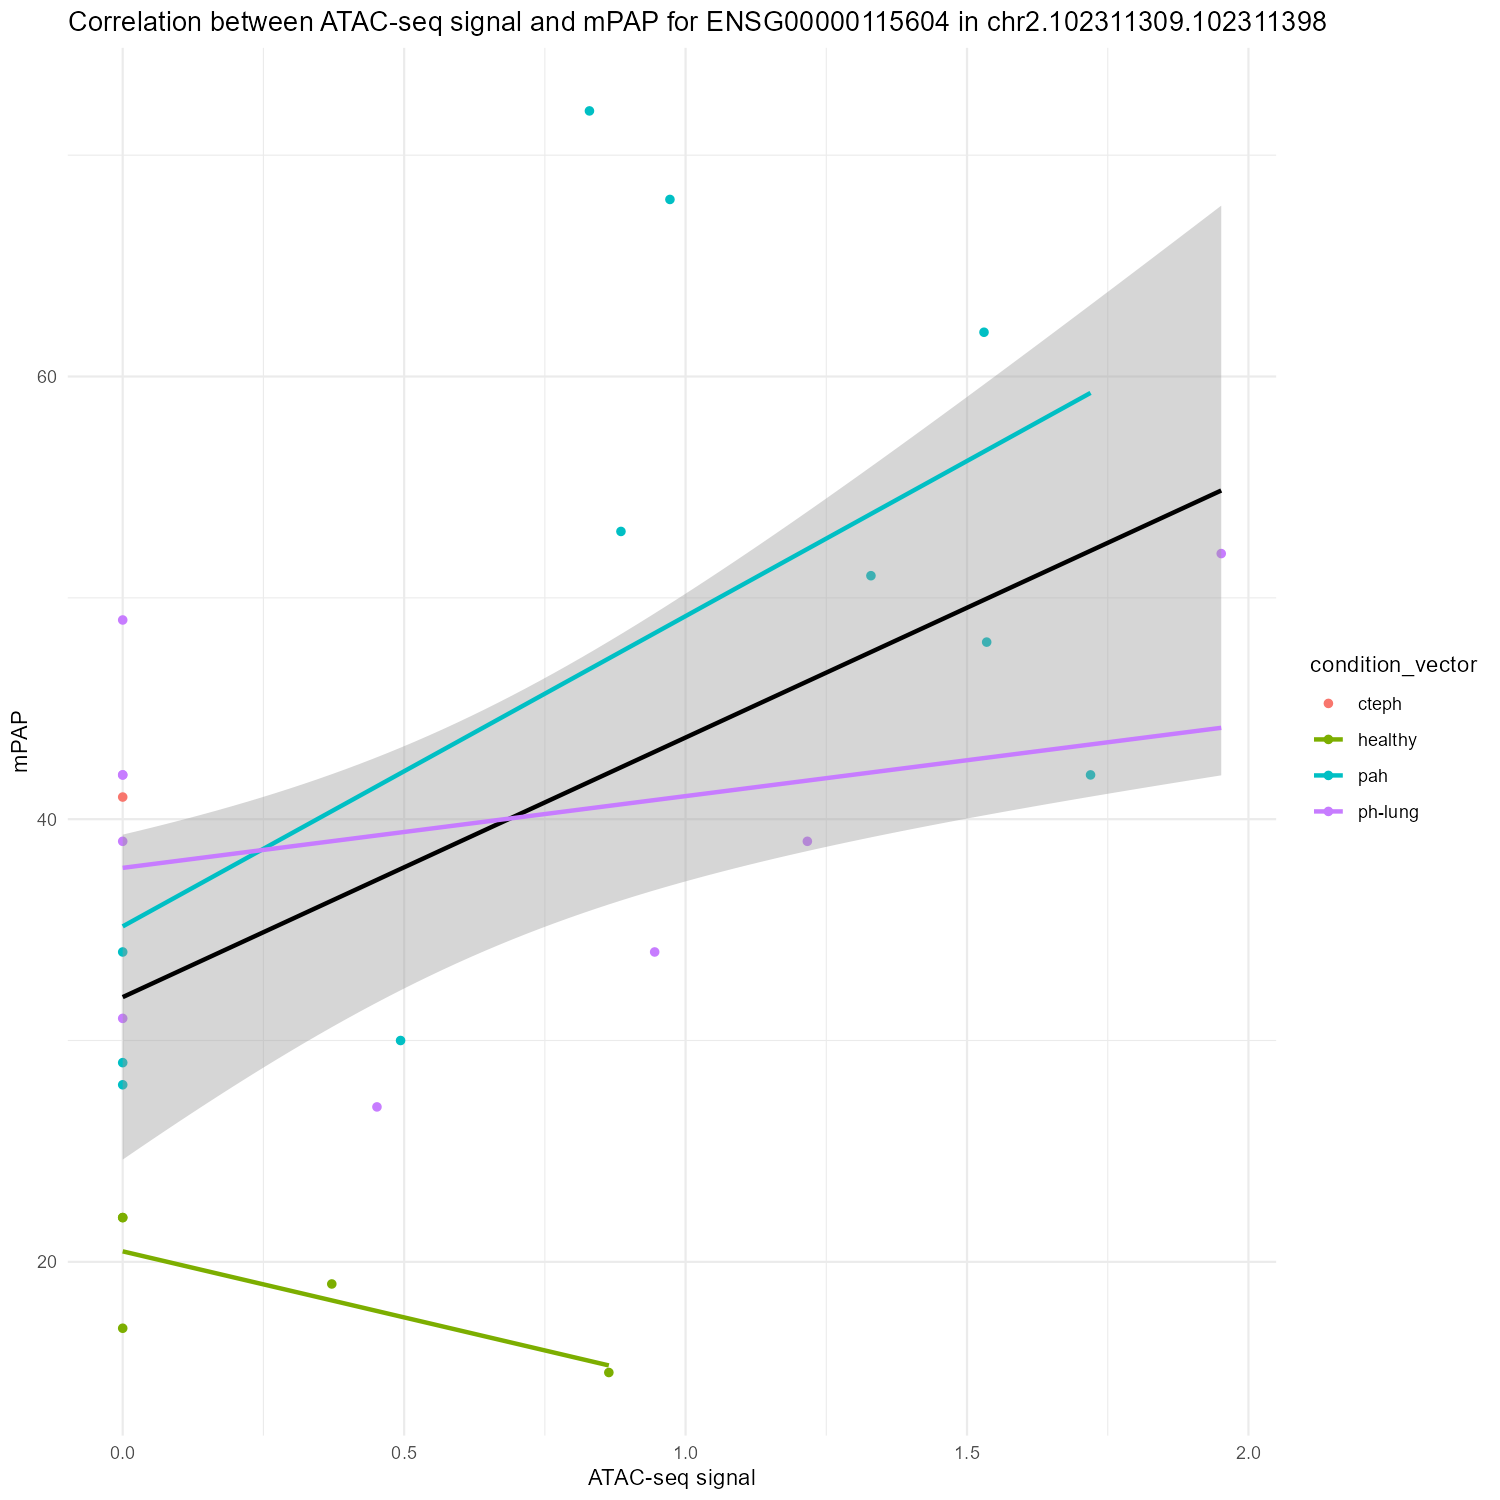 Correlation between ATAC-seq signal and mPAP for ENSG00000115604 in chr2.102311309.102311398
60
40
20
mPAP
0.0
0.5
1.0
1.5
2.0
ATAC-seq signal
condition_vector
cteph
healthy
pah
ph-lung